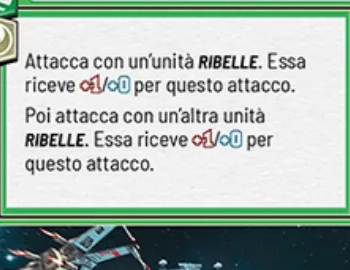 Attacca con un'unità RIBELLE. Essa
riceve +1/+0 per questo attacco.
Poi attacca con un'altra unità
RIBELLE. Essa riceve +1/+0 per
questo attacco.